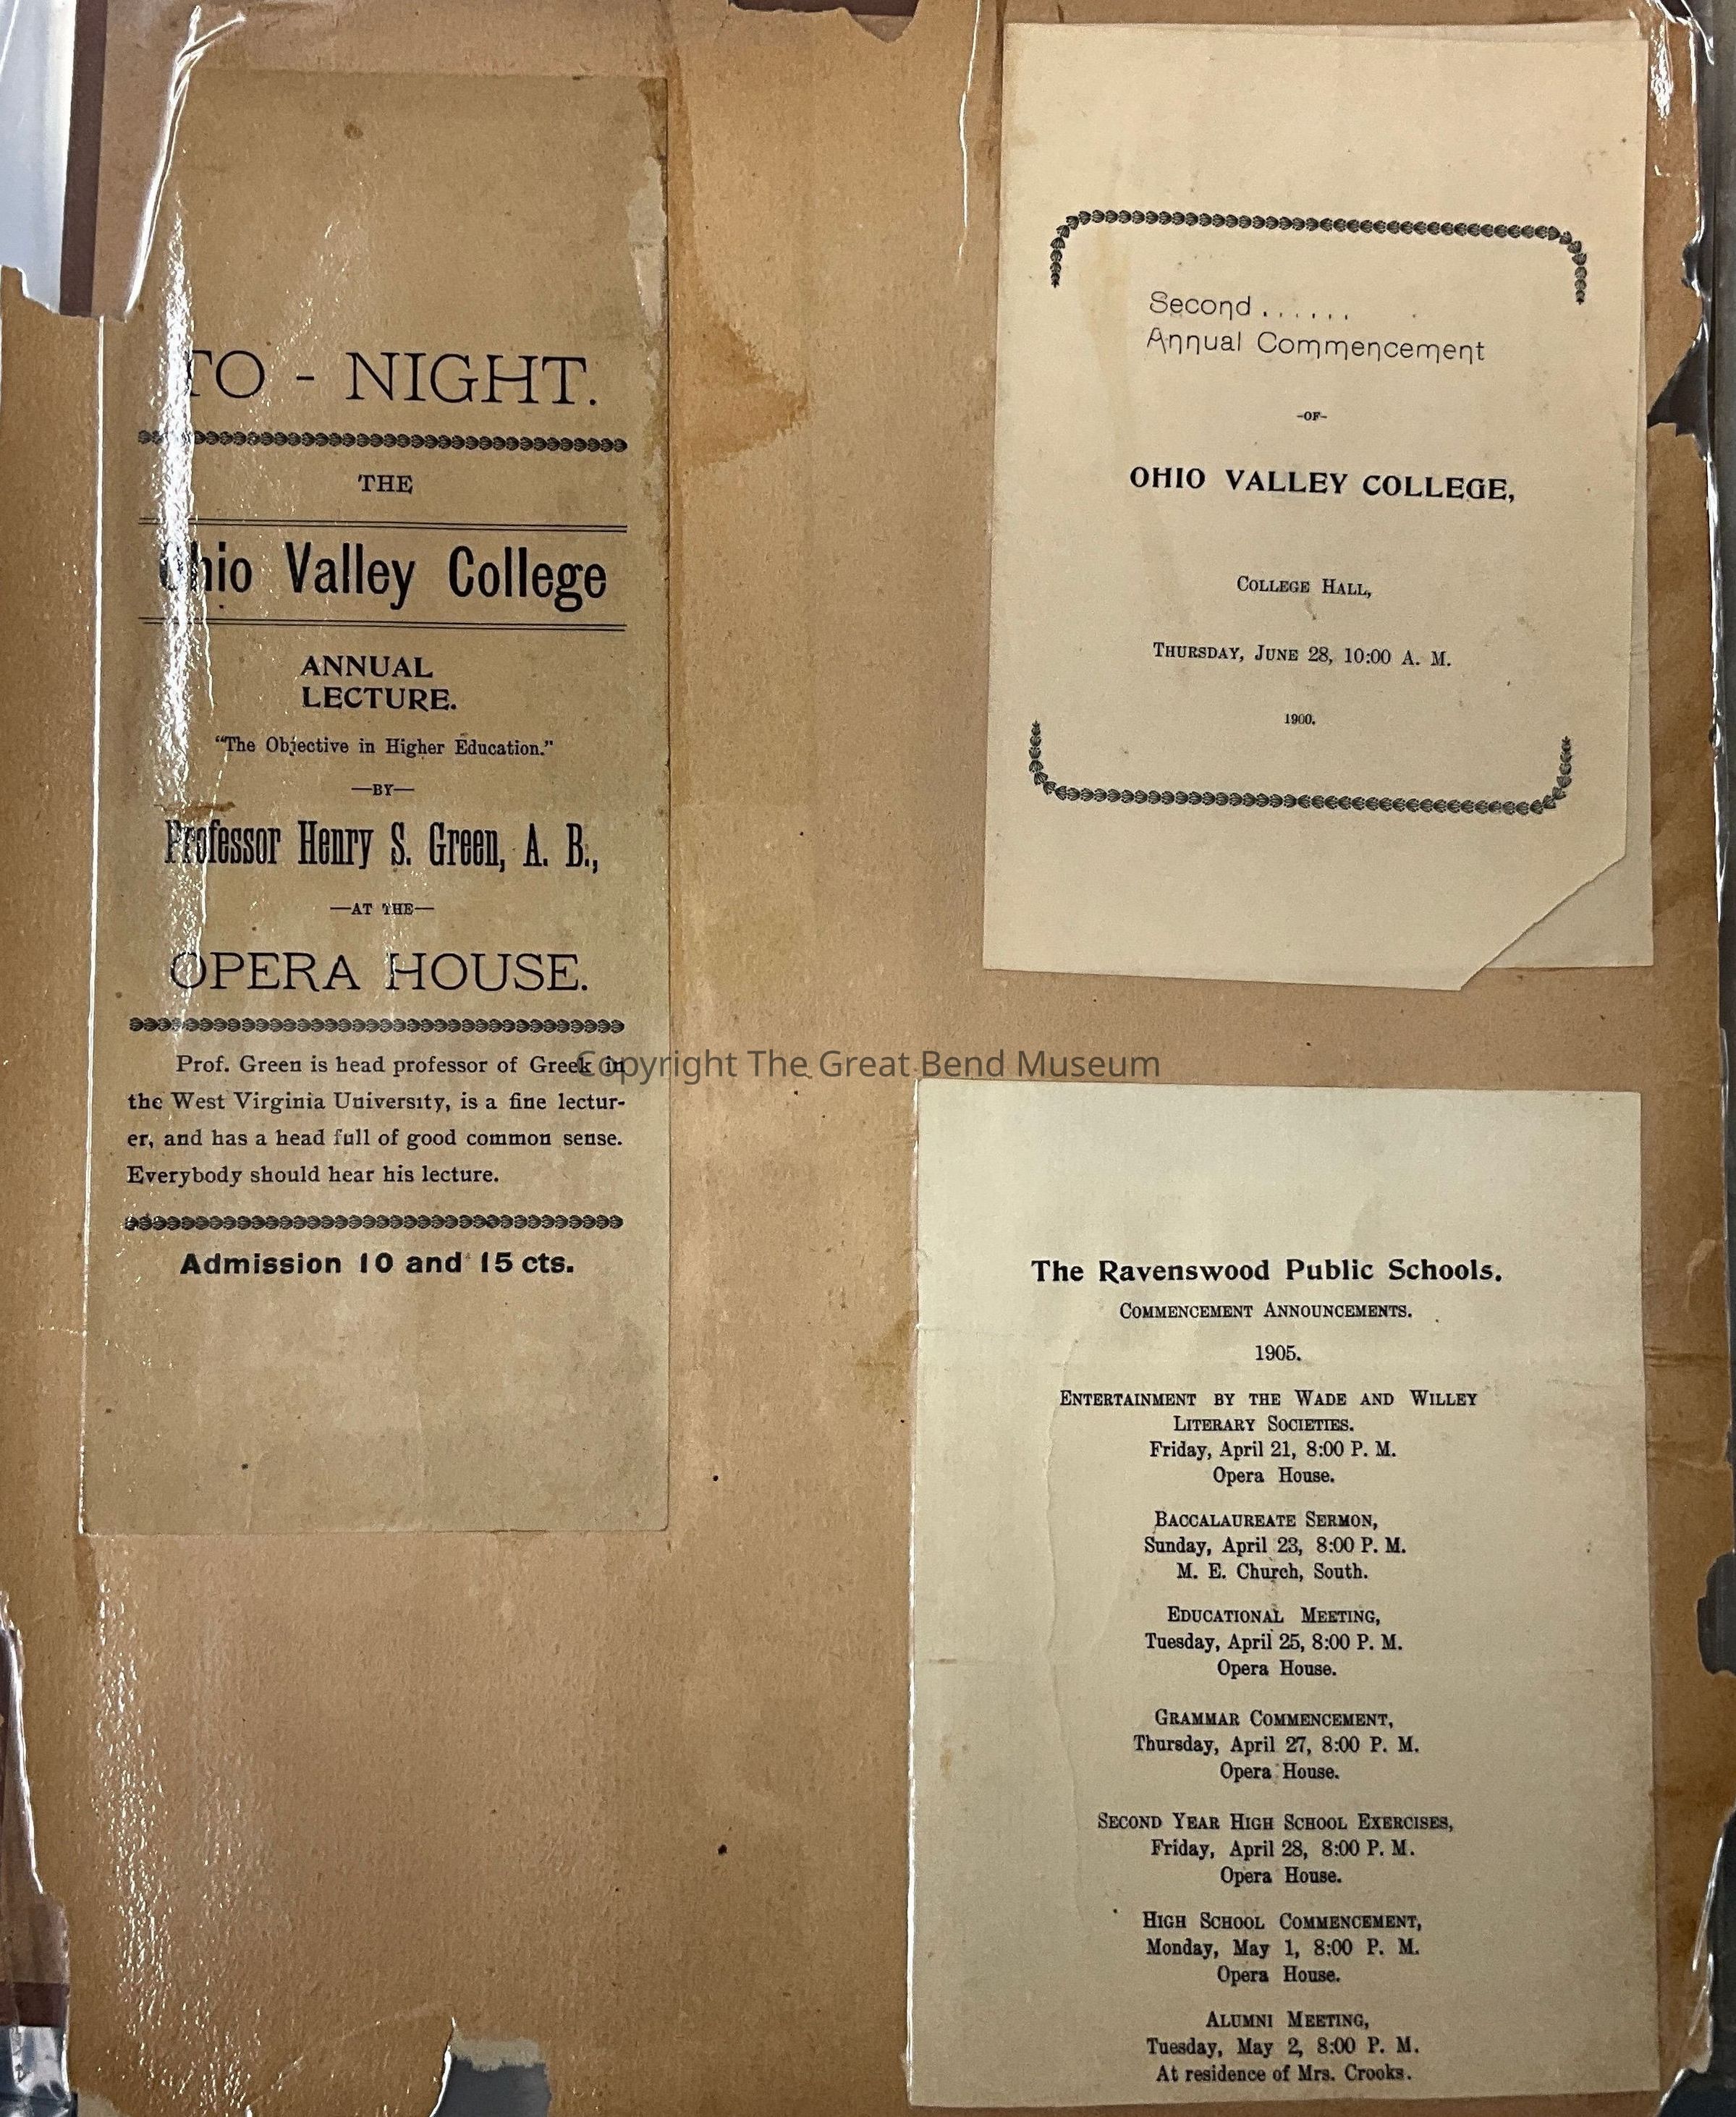 TO - NIGHT.
THE
Ohio Valley College
ANNUAL
LECTURE.
"The Objective in Higher Education."
—BY—
Professor Henry S. Green, A. B.,
—AT THE—
OPERA HOUSE.
Prof. Green is head professor of Greek in
the West Virginia University, is a fine lectur-
er, and has a head full of good common sense.
Everybody should hear his lecture.
Admission 10 and 15 cts.
Second ......
Annual Commencement
-OF-
OHIO VALLEY COLLEGE,
COLLEGE HALL,
THURSDAY, JUNE 28, 10:00 A. M.
1900.
Copyright The Great Bend Museum
The Ravenswood Public Schools.
COMMENCEMENT ANNOUNCEMENTS.
1905.
ENTERTAINMENT BY THE WADE AND WILLEY
LITERARY SOCIETIES.
Friday, April 21, 8:00 P. M.
Opera House.
BACCALAUREATE SERMON,
Sunday, April 23, 8:00 P. M.
M. E. Church, South.
EDUCATIONAL MEETING,
Tuesday, April 25, 8:00 P. M.
Opera House.
GRAMMAR COMMENCEMENT,
Thursday, April 27, 8:00 P. M.
Opera House.
SECOND YEAR HIGH SCHOOL EXERCISES,
Friday, April 28, 8:00 P. M.
Opera House.
HIGH SCHOOL COMMENCEMENT,
Monday, May 1, 8:00 P. M.
Opera House.
ALUMNI MEETING,
Tuesday, May 2, 8:00 P. M.
At residence of Mrs. Crooks.